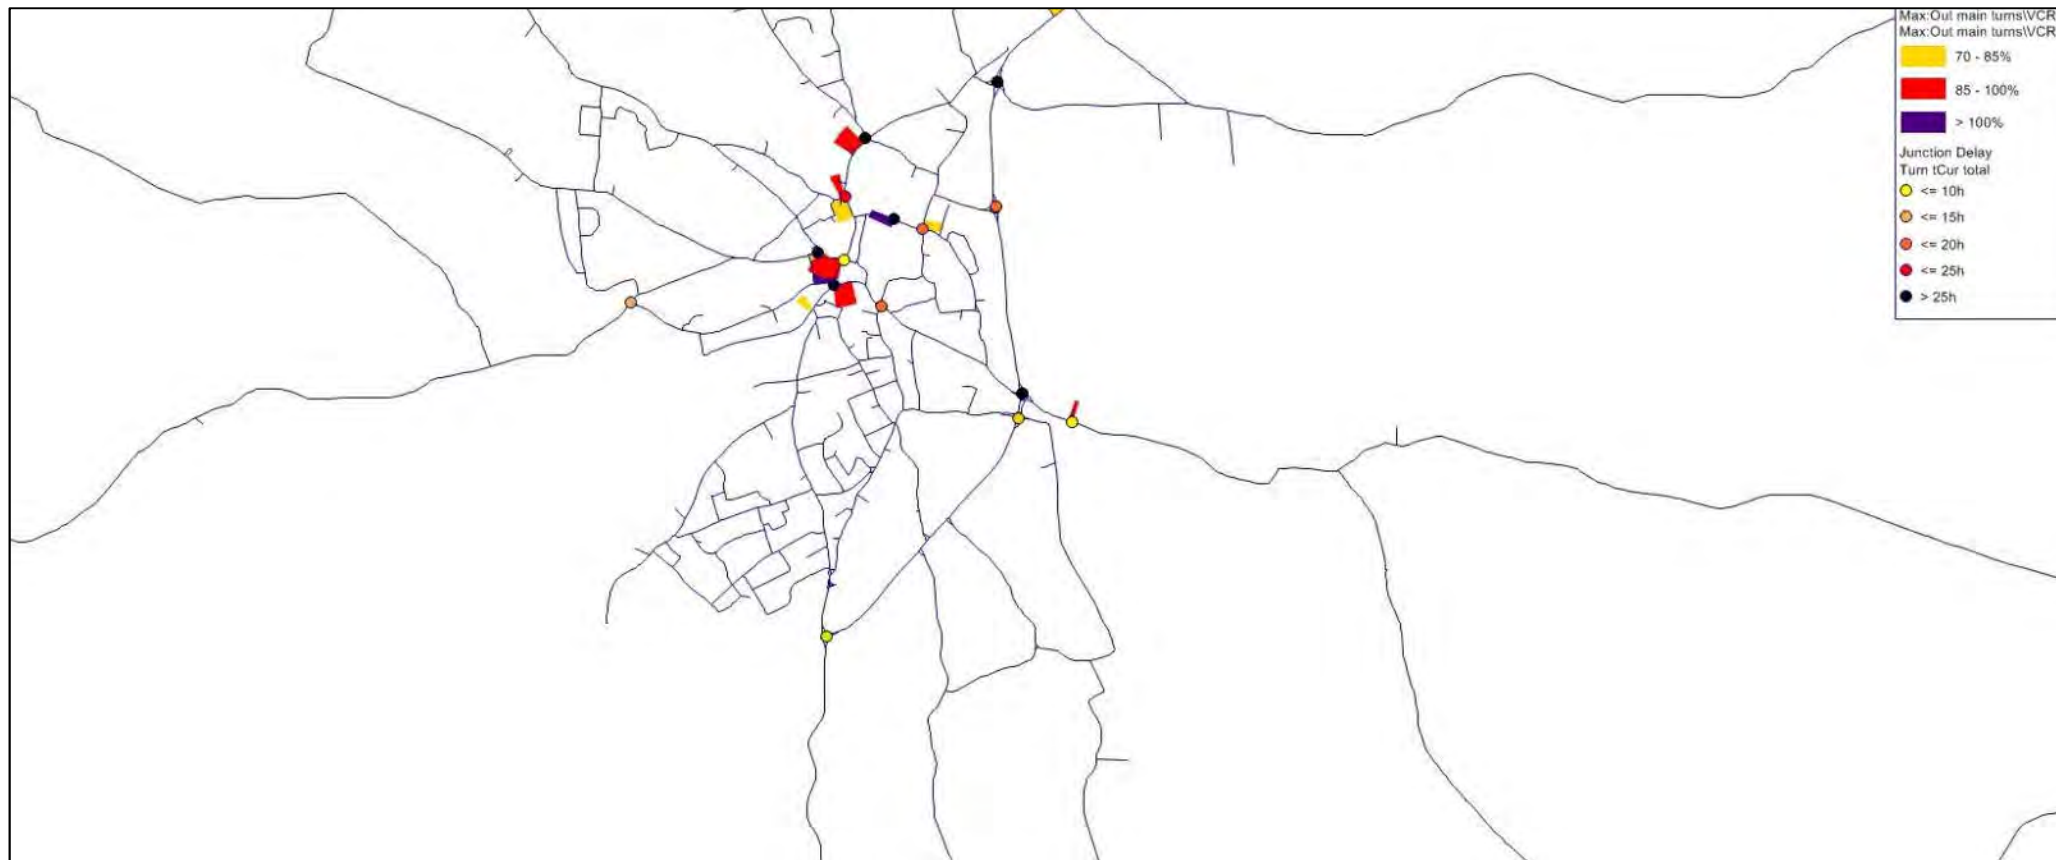 Max:Out main turns\VCR
Max:Out main turns\VCR
70 - 85%
85 - 100%
> 100%
Junction Delay
Turn tCur total
<= 10h
<= 15h
<= 20h
<= 25h
> 25h